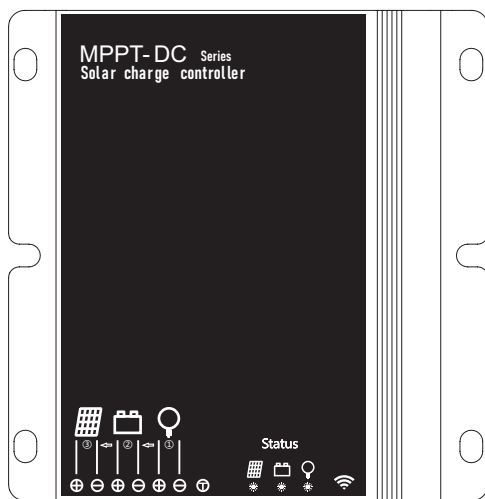 MPPT-DC Series
Solar charge controller
③ ⇦ ② ⇦ ①
Status
⊕ ⊖ ⊕ ⊖ ⊕ ⊖ Ⓣ